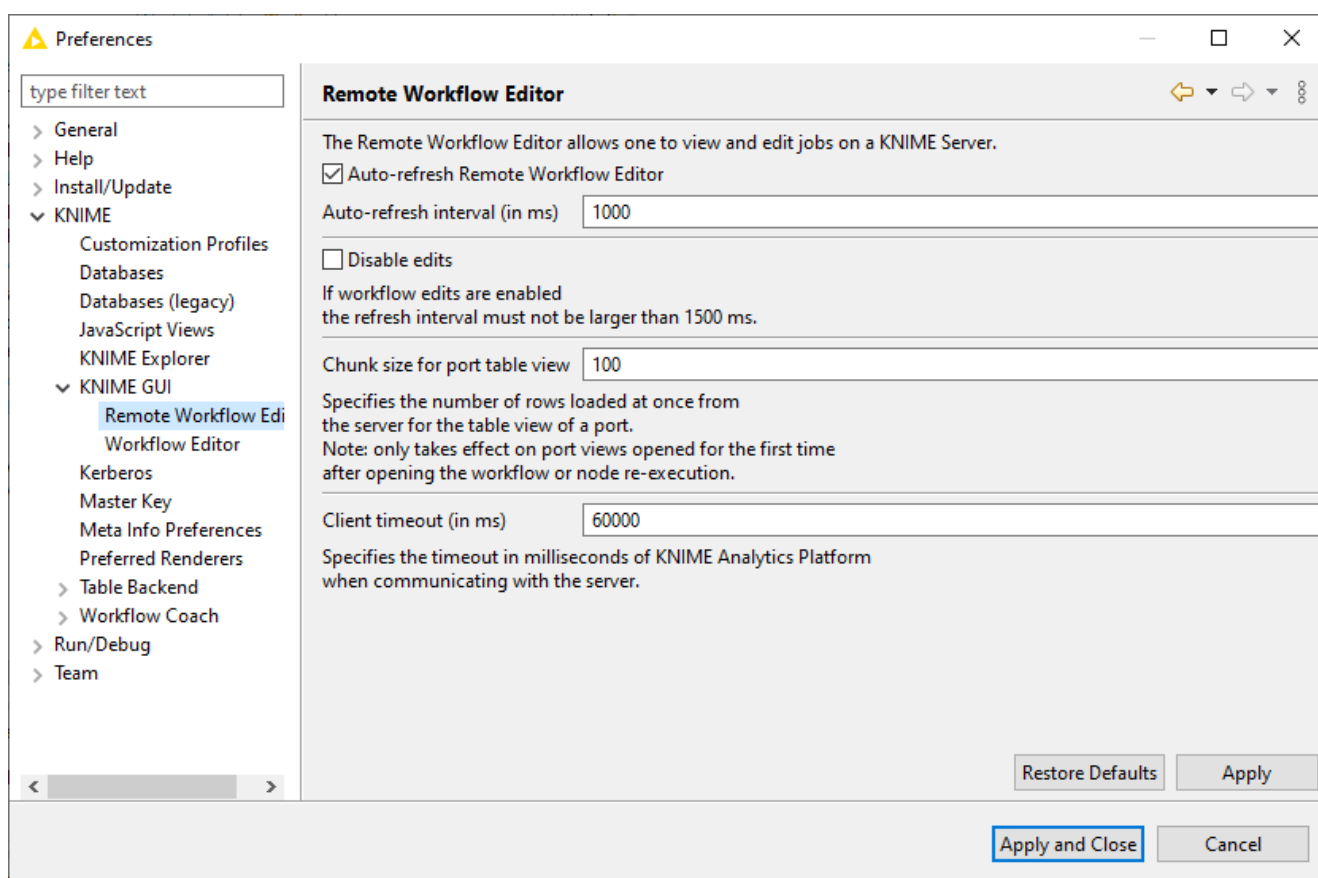 Preferences
type filter text
General
Help
Install/Update
KNIME
Customization Profiles
Databases
Databases (legacy)
JavaScript Views
KNIME Explorer
KNIME GUI
Remote Workflow Edi
Workflow Editor
Kerberos
Master Key
Meta Info Preferences
Preferred Renderers
Table Backend
Workflow Coach
Run/Debug
Team
Remote Workflow Editor
The Remote Workflow Editor allows one to view and edit jobs on a KNIME Server.
Auto-refresh Remote Workflow Editor
Auto-refresh interval (in ms) 1000
Disable edits
If workflow edits are enabled
the refresh interval must not be larger than 1500 ms.
Chunk size for port table view 100
Specifies the number of rows loaded at once from
the server for the table view of a port.
Note: only takes effect on port views opened for the first time
after opening the workflow or node re-execution.
Client timeout (in ms) 60000
Specifies the timeout in milliseconds of KNIME Analytics Platform
when communicating with the server.
Restore Defaults Apply
Apply and Close Cancel